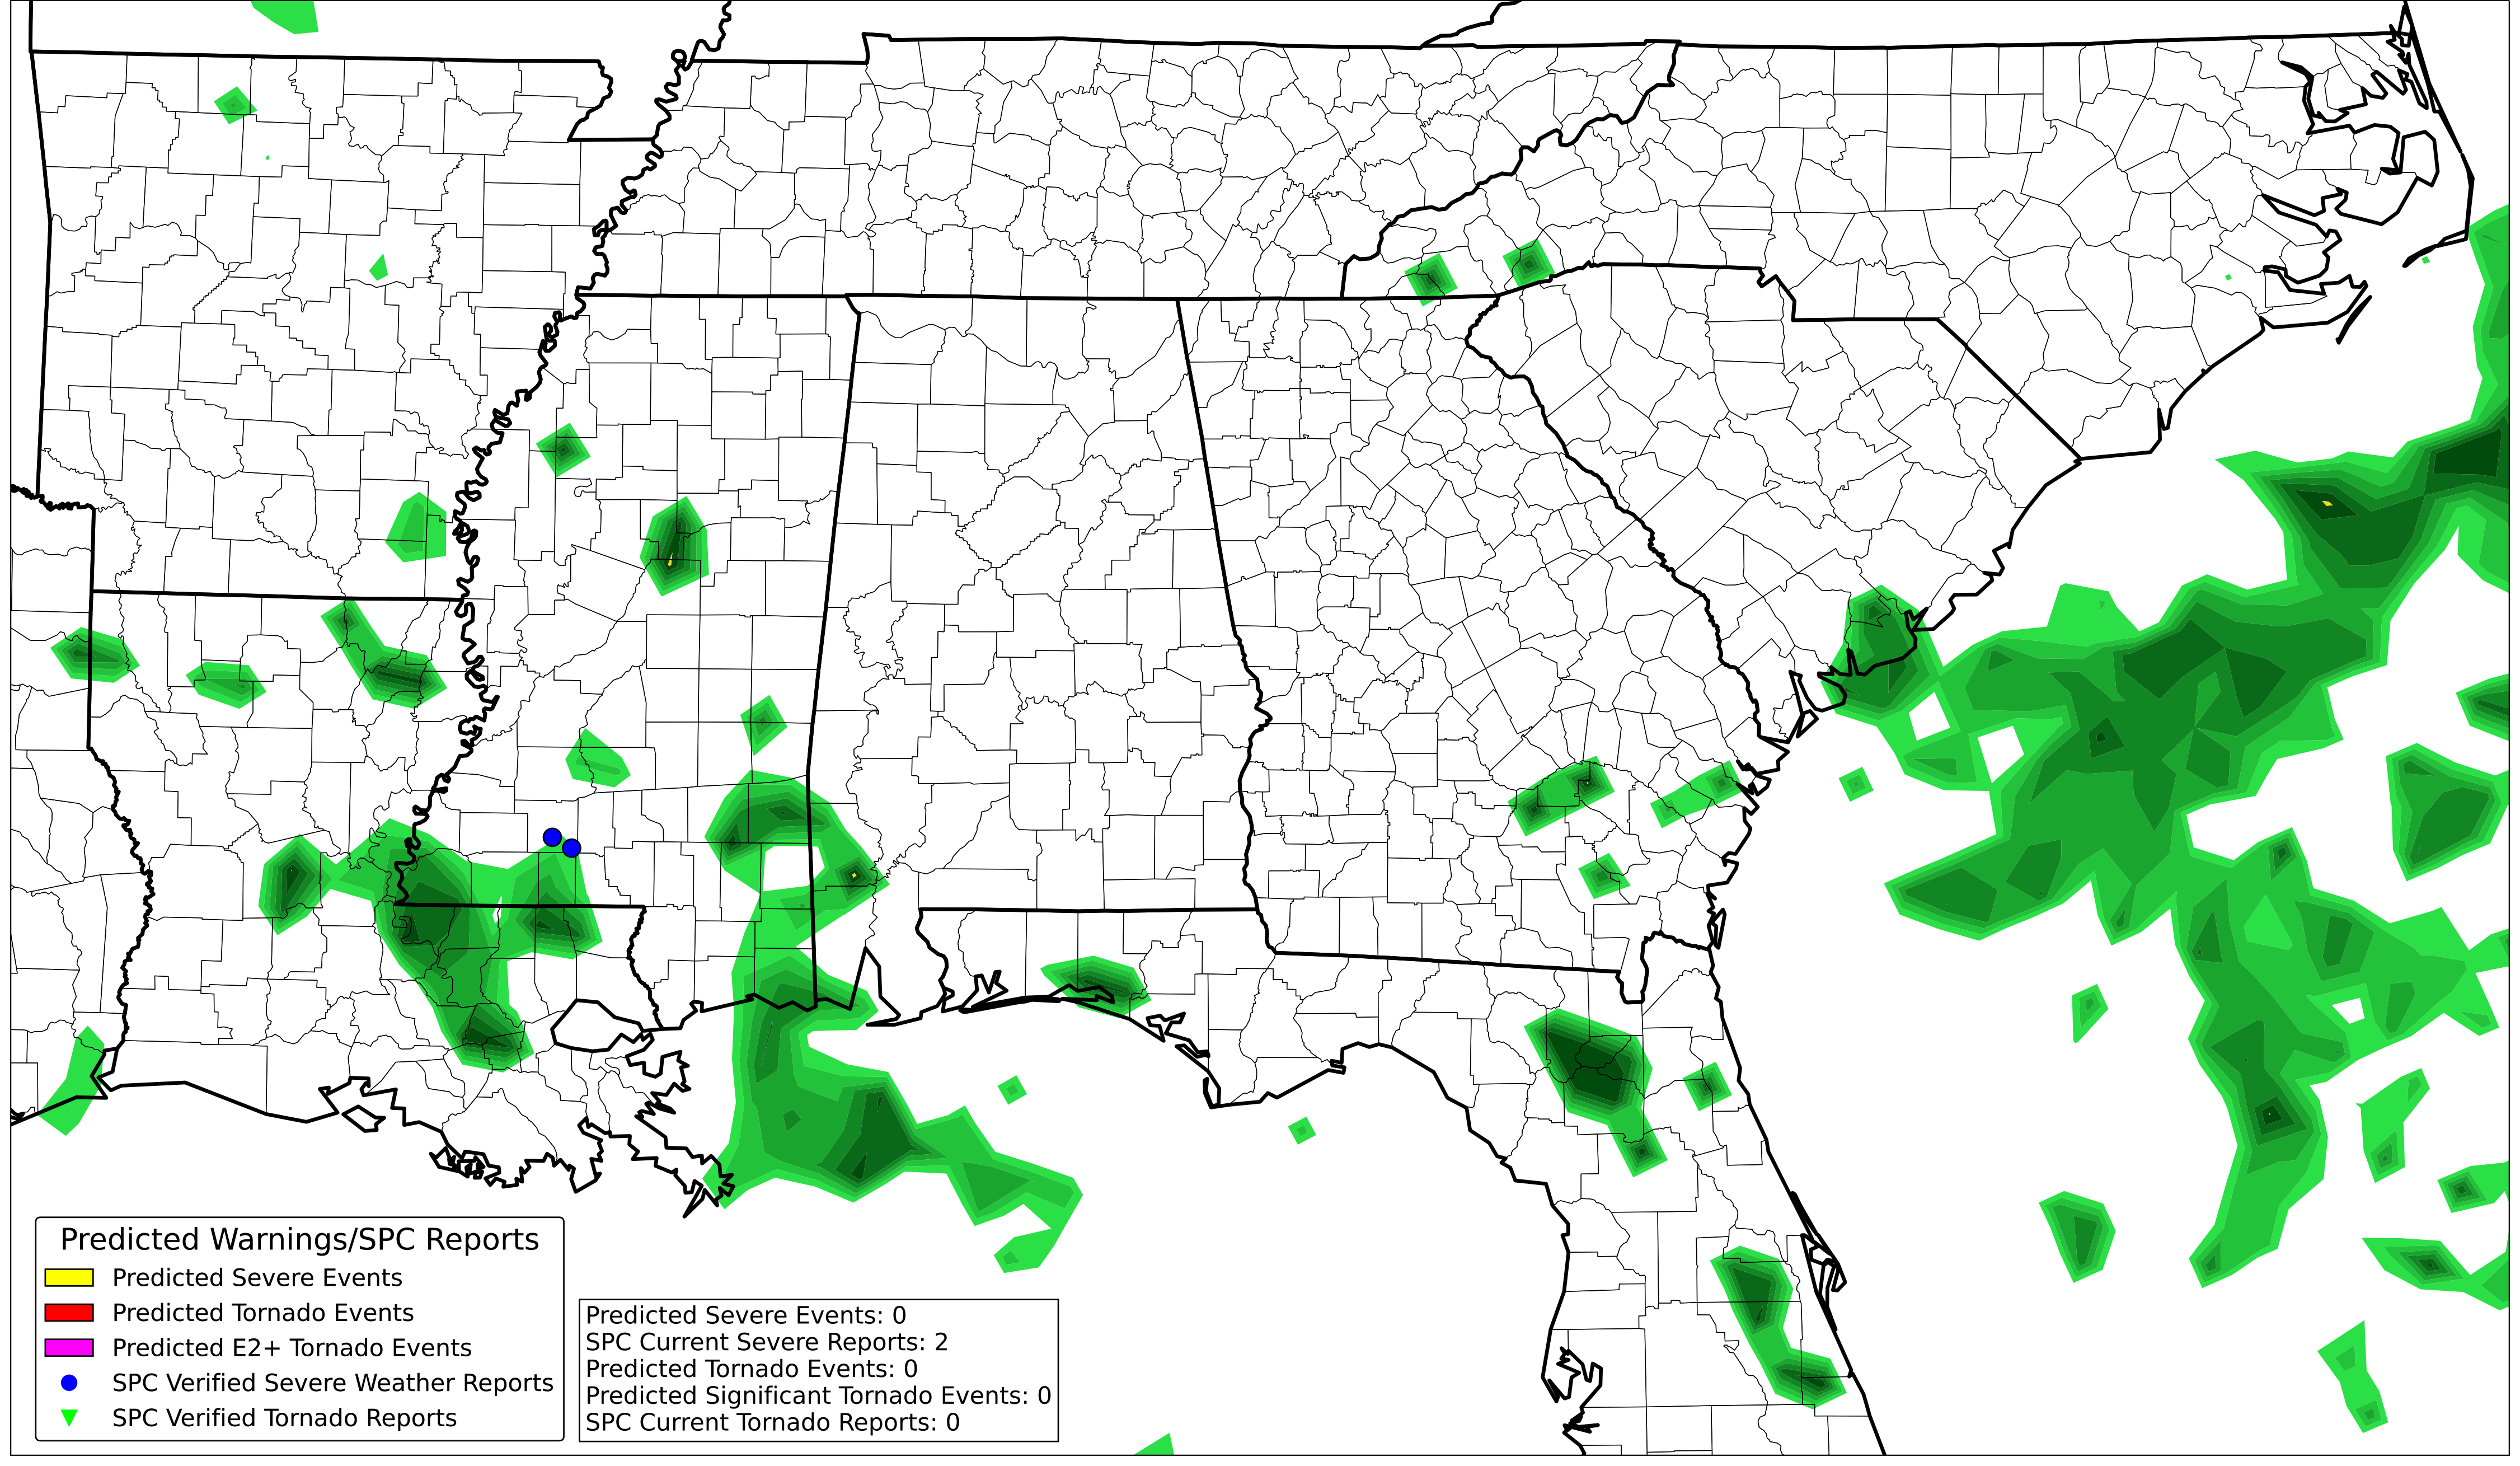 Predicted Warnings/SPC Reports
Predicted Severe Events
Predicted Tornado Events
Predicted E2+ Tornado Events
SPC Verified Severe Weather Reports
SPC Verified Tornado Reports
Predicted Severe Events: 0
SPC Current Severe Reports: 2
Predicted Tornado Events: 0
Predicted Significant Tornado Events: 0
SPC Current Tornado Reports: 0